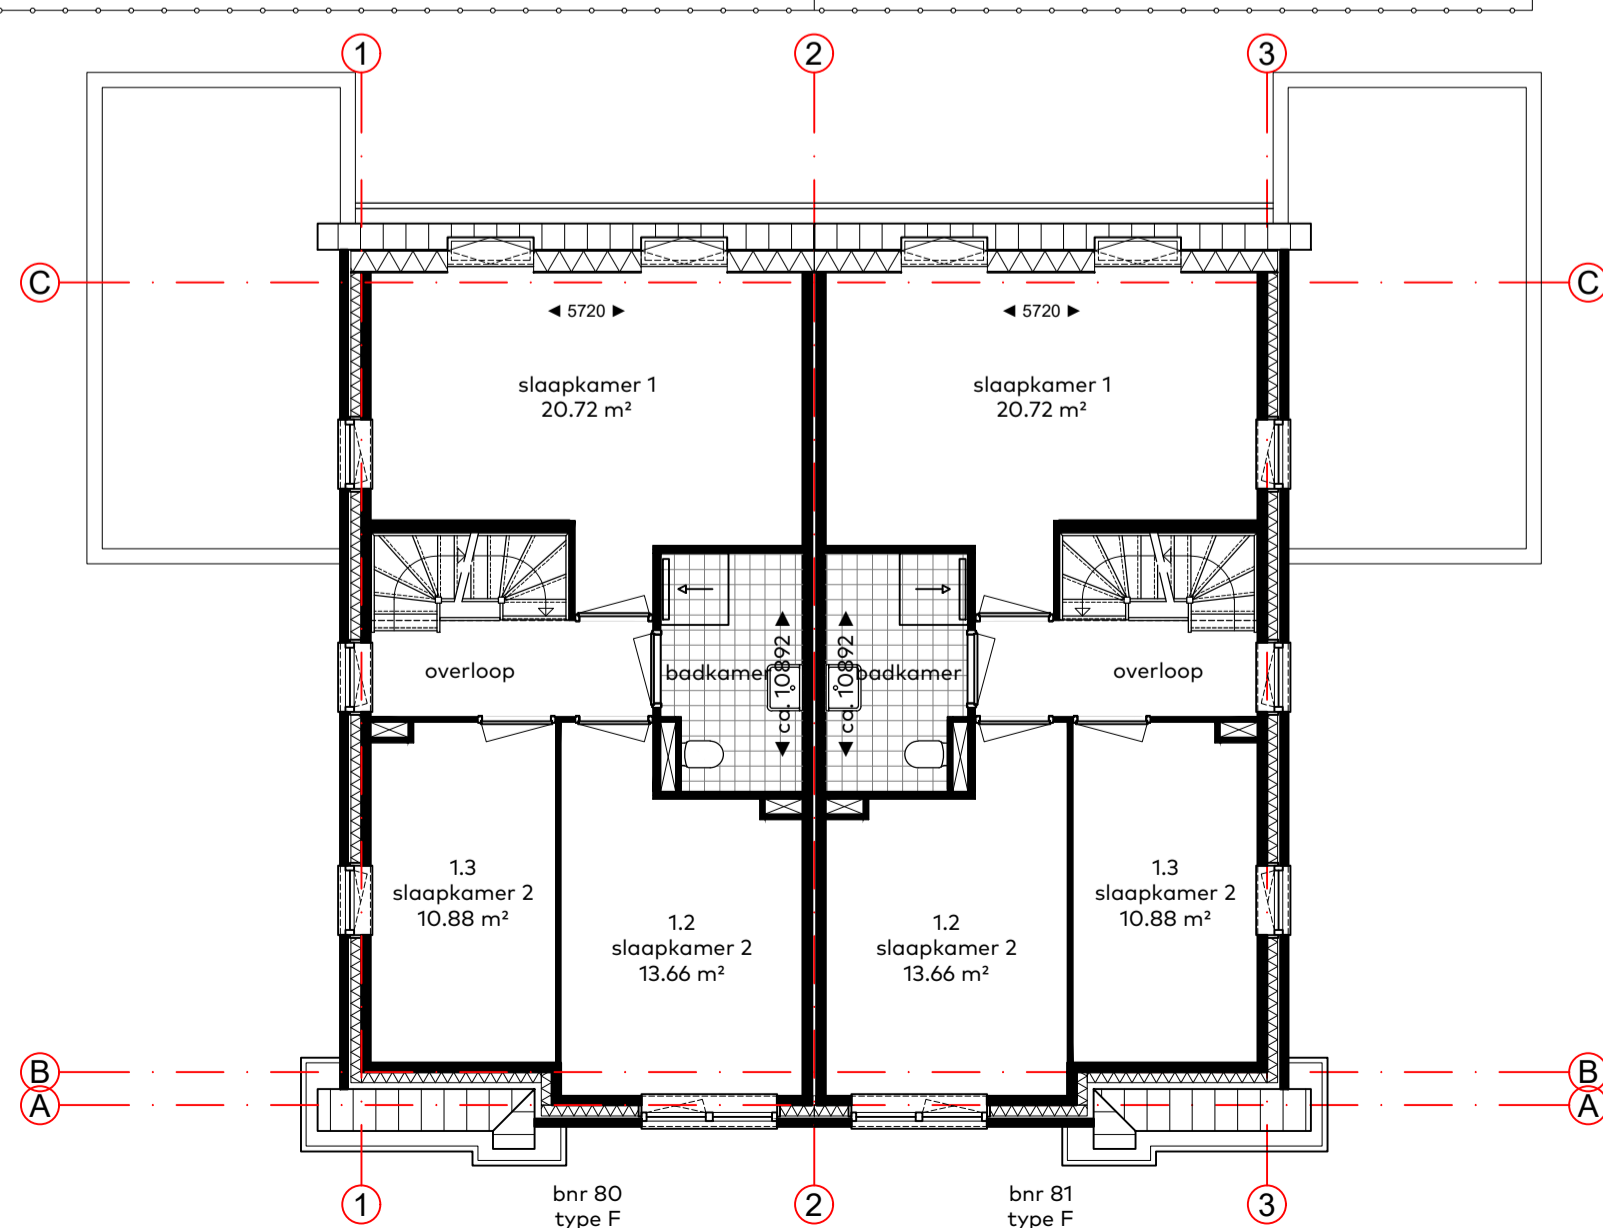 1 2 3
C C
◄ 5720 ► ◄ 5720 ►
slaapkamer 1
20.72 m²
slaapkamer 1
20.72 m²
overloop
badkamer
ca. 10892
ca. 10892
badkamer
overloop
1.3
slaapkamer 2
10.88 m²
1.2
slaapkamer 2
13.66 m²
1.2
slaapkamer 2
13.66 m²
1.3
slaapkamer 2
10.88 m²
B B
A A
1 2 3
bnr 80
type F
bnr 81
type F